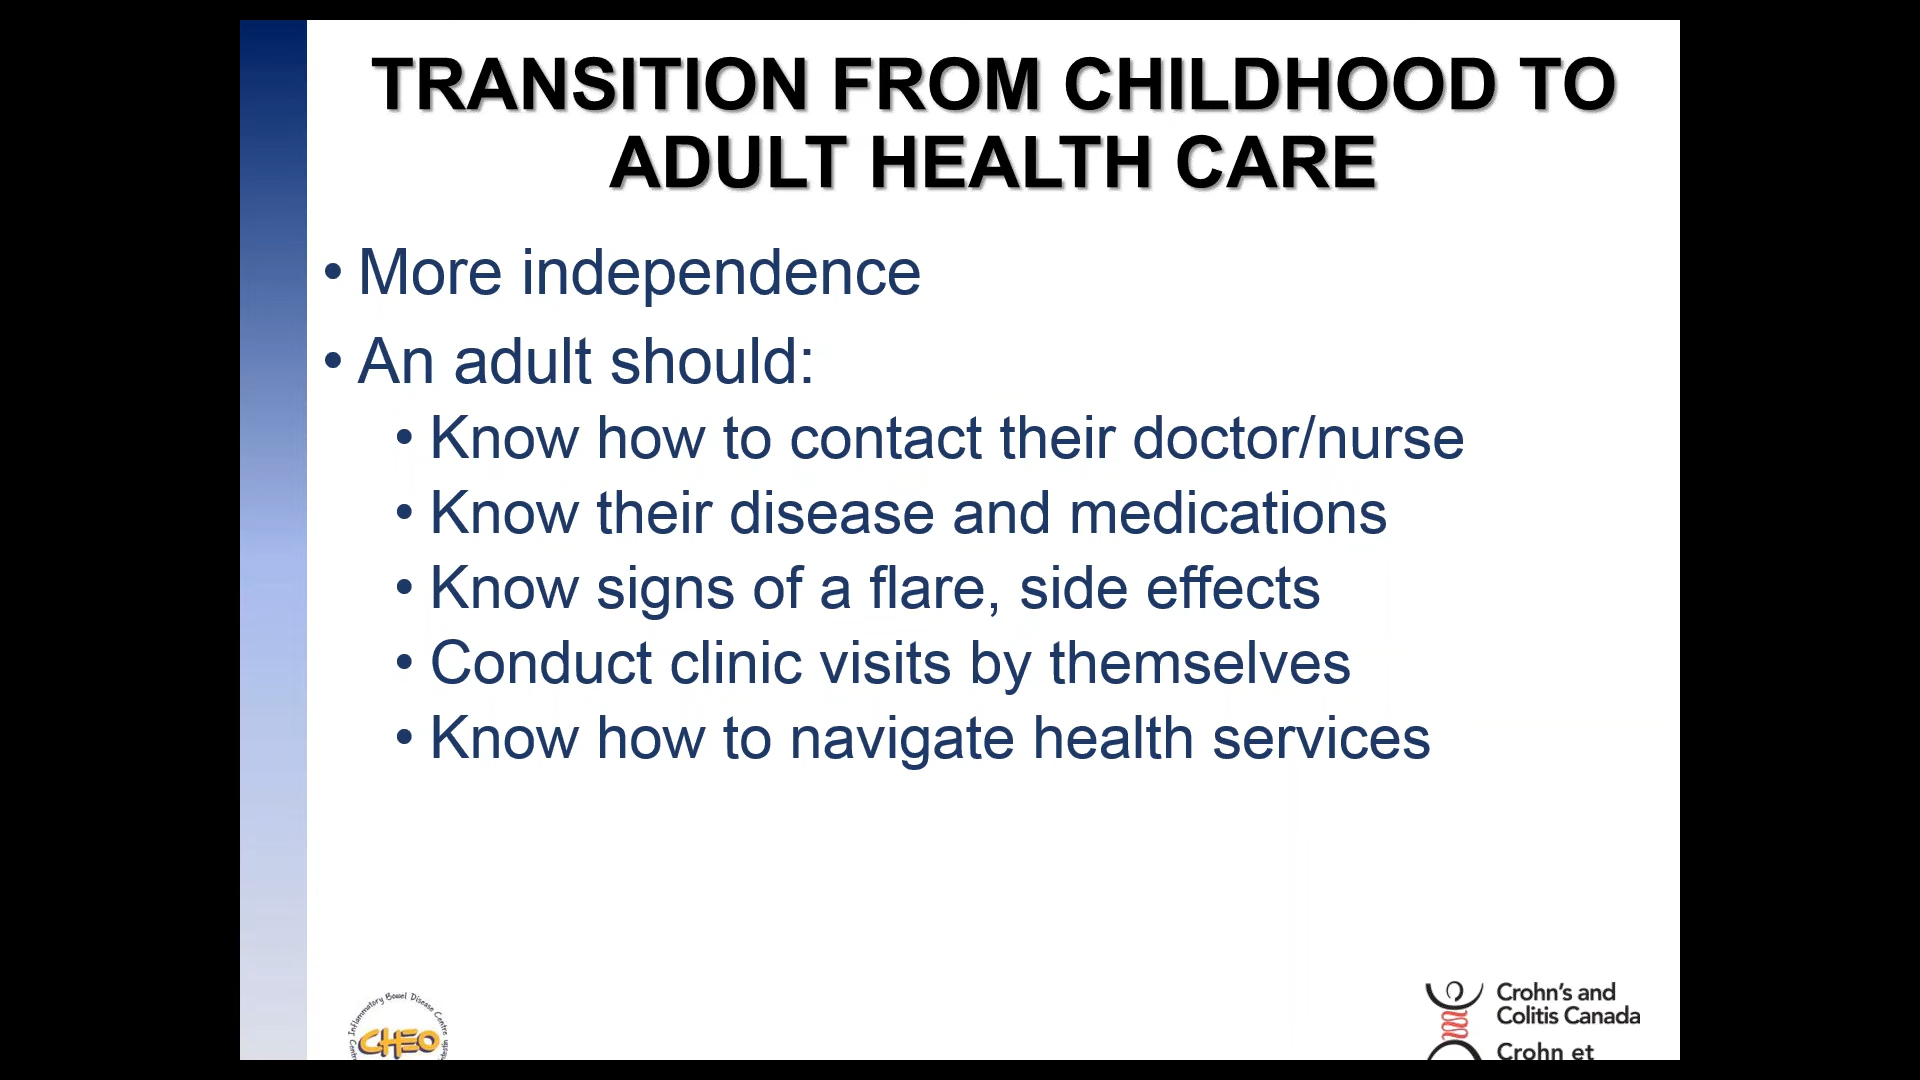 TRANSITION FROM CHILDHOOD TO
ADULT HEALTH CARE
• More independence
• An adult should:
• Know how to contact their doctor/nurse
• Know their disease and medications
• Know signs of a flare, side effects
• Conduct clinic visits by themselves
• Know how to navigate health services
Inflammatory Bowel Disease Centre
CHEO
Crohn's and
Colitis Canada
Crohn et